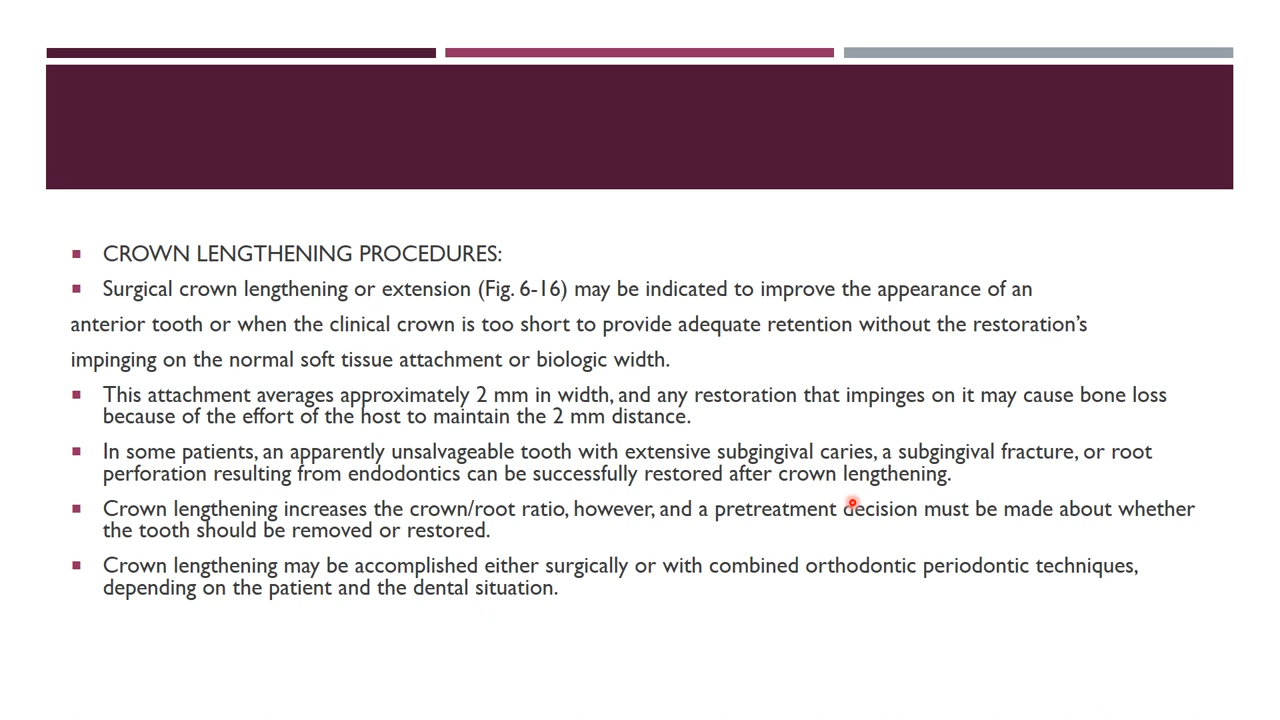 CROWN LENGTHENING PROCEDURES:
Surgical crown lengthening or extension (Fig. 6-16) may be indicated to improve the appearance of an
anterior tooth or when the clinical crown is too short to provide adequate retention without the restoration's
impinging on the normal soft tissue attachment or biologic width.
This attachment averages approximately 2 mm in width, and any restoration that impinges on it may cause bone loss
because of the effort of the host to maintain the 2 mm distance.
In some patients, an apparently unsalvageable tooth with extensive subgingival caries, a subgingival fracture, or root
perforation resulting from endodontics can be successfully restored after crown lengthening.
Crown lengthening increases the crown/root ratio, however, and a pretreatment decision must be made about whether
the tooth should be removed or restored.
Crown lengthening may be accomplished either surgically or with combined orthodontic periodontic techniques,
depending on the patient and the dental situation.